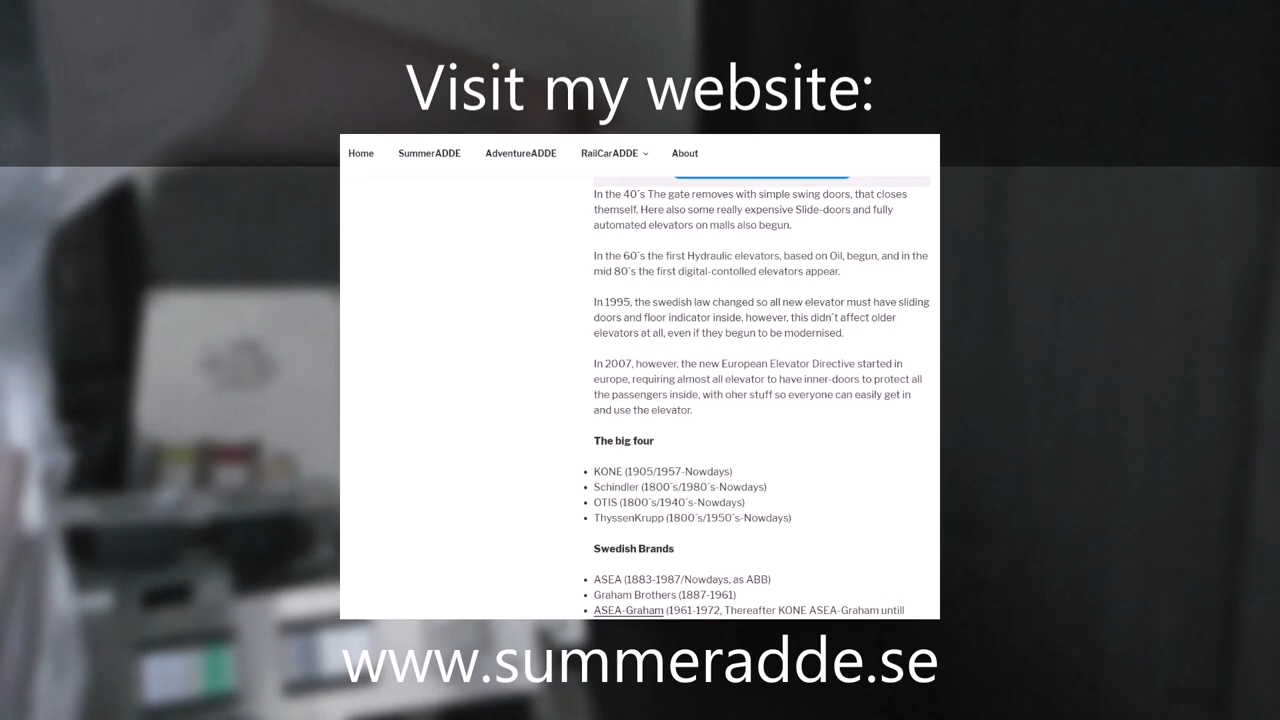 Visit my website:
Home SummerADDE AdventureADDE RailCarADDE About
In the 40´s The gate removes with simple swing doors, that closes
themself. Here also some really expensive Slide-doors and fully
automated elevators on malls also begun.
In the 60´s the first Hydraulic elevators, based on Oil, begun, and in the
mid 80´s the first digital-contolled elevators appear.
In 1995, the swedish law changed so all new elevator must have sliding
doors and floor indicator inside, however, this didn´t affect older
elevators at all, even if they begun to be modernised.
In 2007, however, the new European Elevator Directive started in
europe, requiring almost all elevator to have inner-doors to protect all
the passengers inside, with oher stuff so everyone can easily get in
and use the elevator.
The big four
• KONE (1905/1957-Nowdays)
• Schindler (1800´s/1980´s-Nowdays)
• OTIS (1800´s/1940´s-Nowdays)
• ThyssenKrupp (1800´s/1950´s-Nowdays)
Swedish Brands
• ASEA (1883-1987/Nowdays, as ABB)
• Graham Brothers (1887-1961)
• ASEA-Graham (1961-1972, Thereafter KONE ASEA-Graham untill
www.summeradde.se